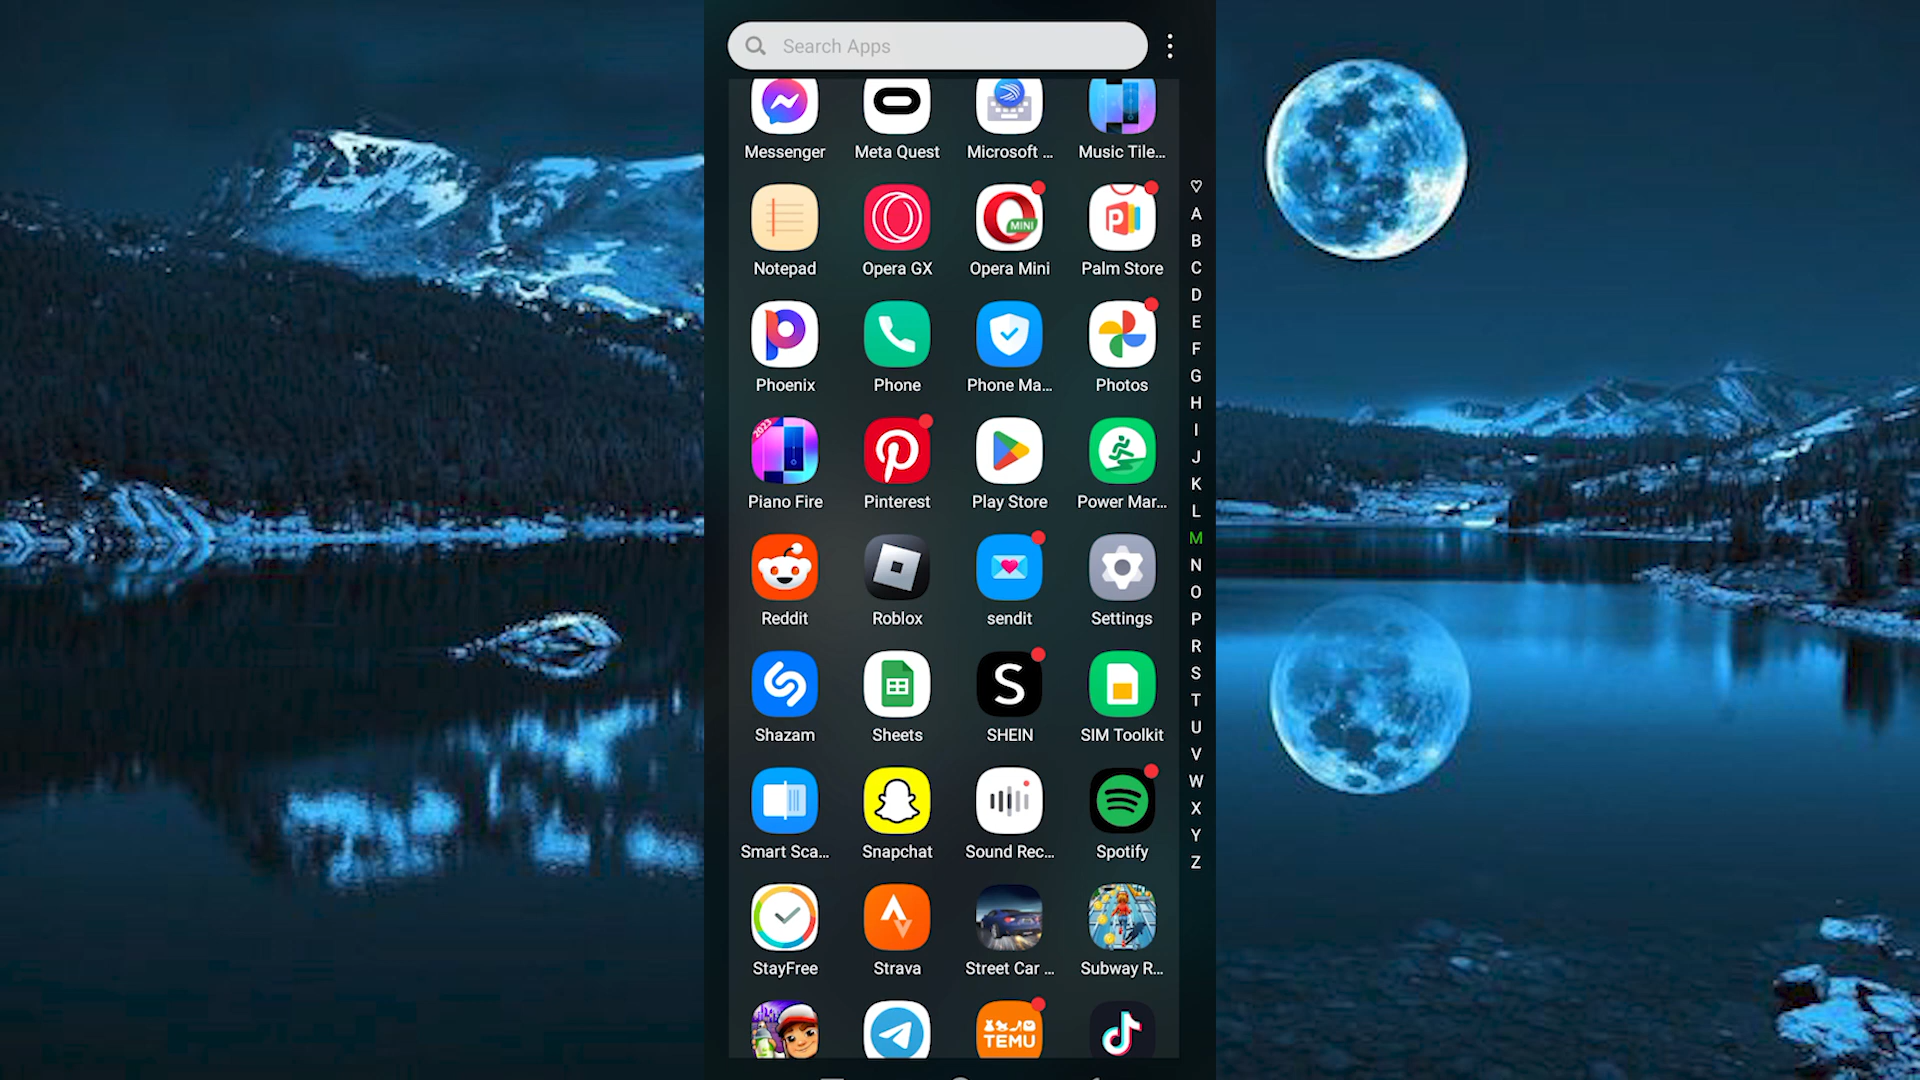 Search Apps
Messenger Meta Quest Microsoft ... Music Tile...
MINI
Notepad Opera GX Opera Mini Palm Store
Phoenix Phone Phone Ma... Photos
2023
Piano Fire Pinterest Play Store Power Mar...
Reddit Roblox sendit Settings
S
Shazam Sheets SHEIN SIM Toolkit
Smart Sca... Snapchat Sound Rec... Spotify
StayFree Strava Street Car ... Subway R...
TEMU
A
B
C
D
E
F
G
H
I
J
K
L
M
N
O
P
R
S
T
U
V
W
X
Y
Z